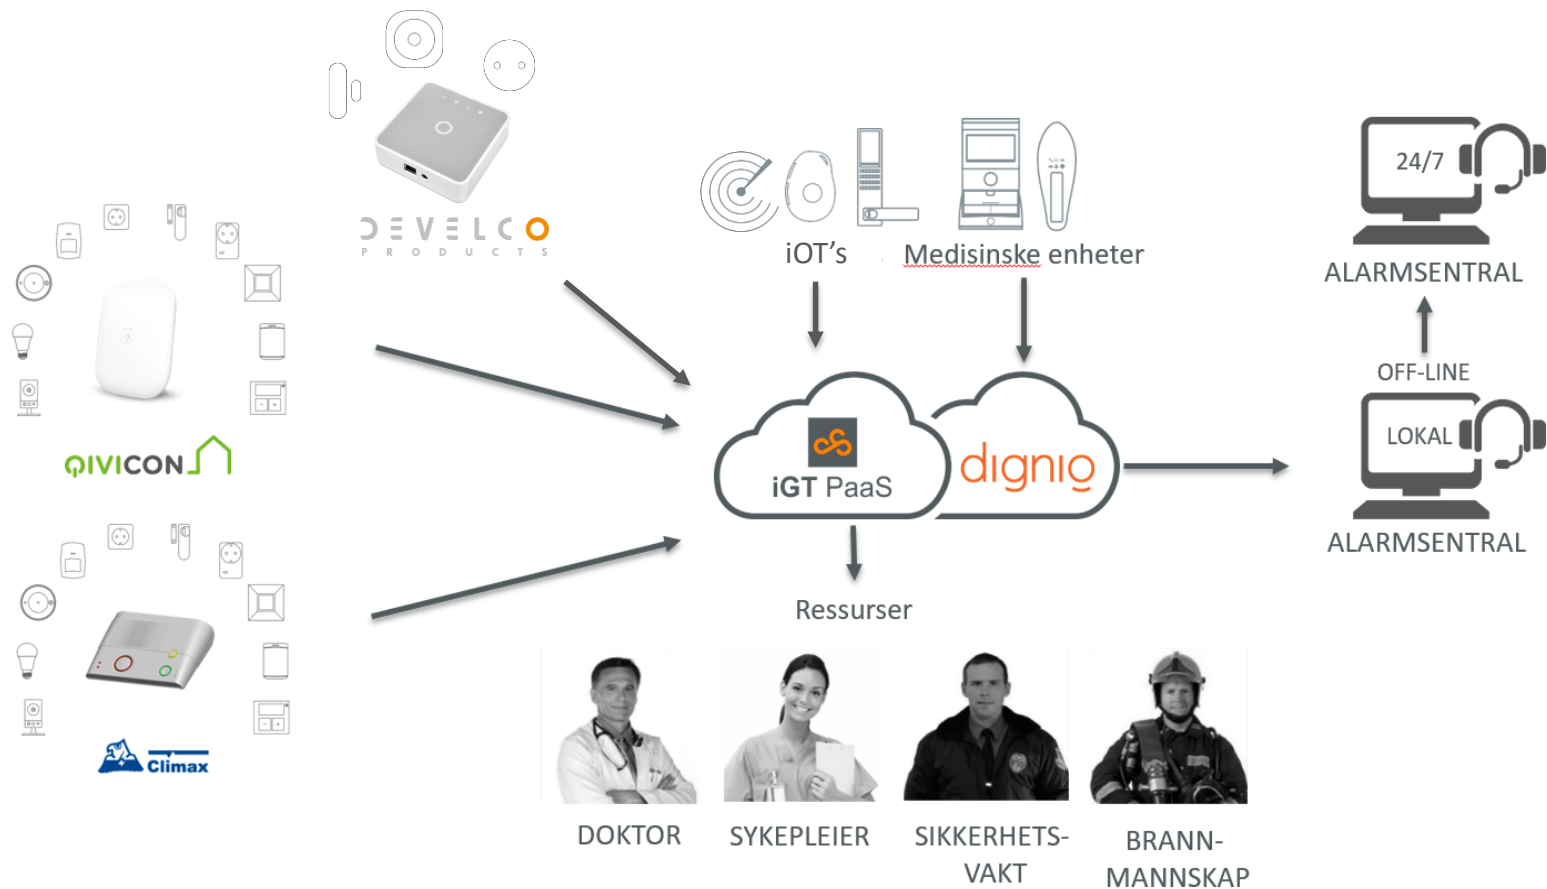 DEVELCO
PRODUCTS
iOT's
Medisinske enheter
24/7
ALARMSENTRAL
OFF-LINE
LOKAL
ALARMSENTRAL
QIVICON
iGT PaaS
dignio
Climax
Ressurser
DOKTOR
SYKEPLEIER
SIKKERHETS-
VAKT
BRANN-
MANNSKAP